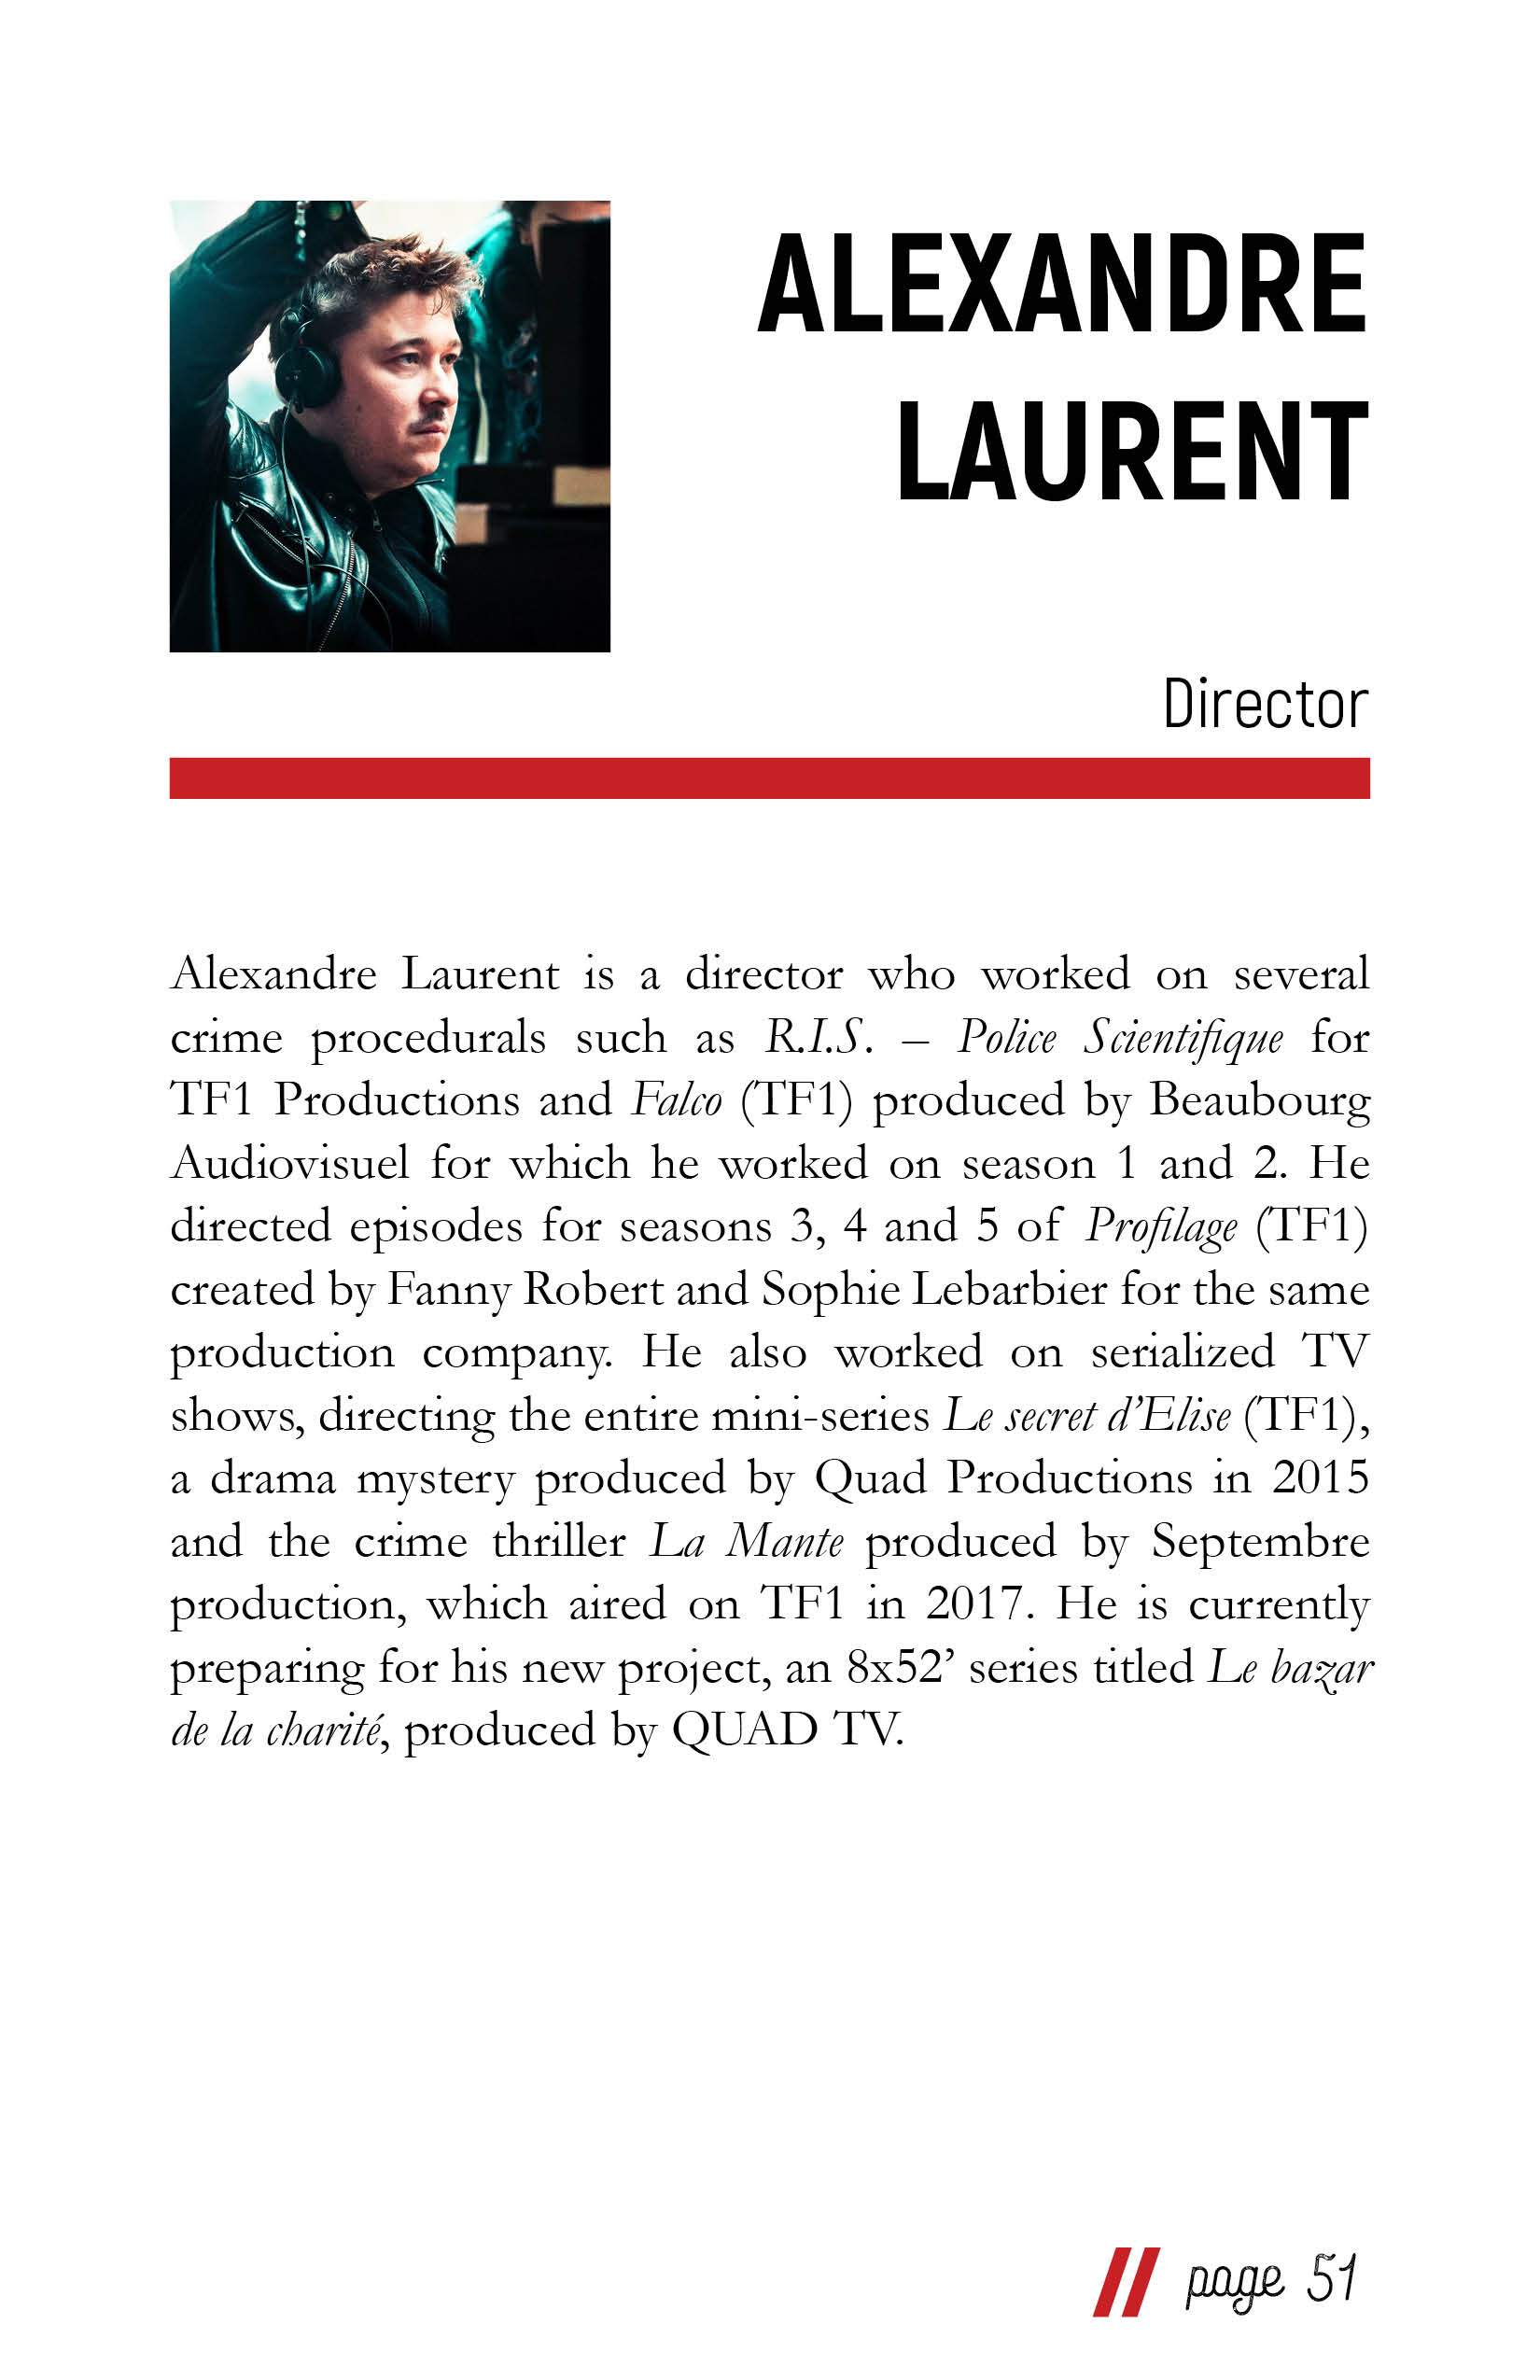 ALEXANDRE
LAURENT
Director
Alexandre Laurent is a director who worked on several
crime procedurals such as R.I.S. – Police Scientifique for
TF1 Productions and Falco (TF1) produced by Beaubourg
Audiovisuel for which he worked on season 1 and 2. He
directed episodes for seasons 3, 4 and 5 of Profilage (TF1)
created by Fanny Robert and Sophie Lebarbier for the same
production company. He also worked on serialized TV
shows, directing the entire mini-series Le secret d’Elise (TF1),
a drama mystery produced by Quad Productions in 2015
and the crime thriller La Mante produced by Septembre
production, which aired on TF1 in 2017. He is currently
preparing for his new project, an 8x52’ series titled Le bazar
de la charité, produced by QUAD TV.
// page 51